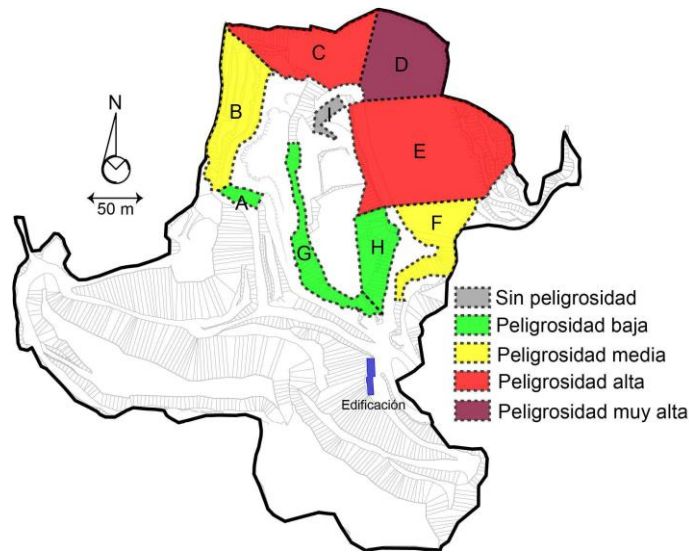 C
D
B
I
N
E
50 m
A
F
G
H
Sin peligrosidad
Peligrosidad baja
Peligrosidad media
Peligrosidad alta
Peligrosidad muy alta
Edificación